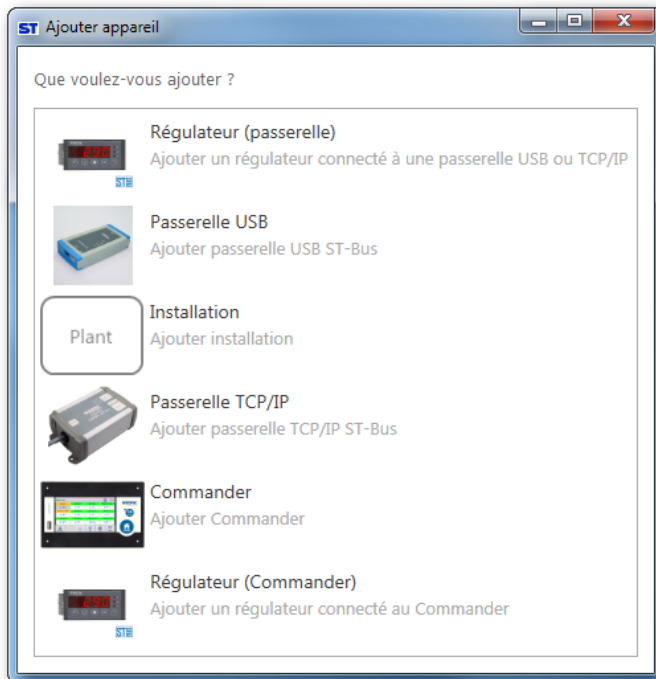 ST Ajouter appareil
Que voulez-vous ajouter ?
Régulateur (passerelle)
Ajouter un régulateur connecté à une passerelle USB ou TCP/IP
Passerelle USB
Ajouter passerelle USB ST-Bus
Plant
Installation
Ajouter installation
Passerelle TCP/IP
Ajouter passerelle TCP/IP ST-Bus
Commander
Ajouter Commander
Régulateur (Commander)
Ajouter un régulateur connecté au Commander